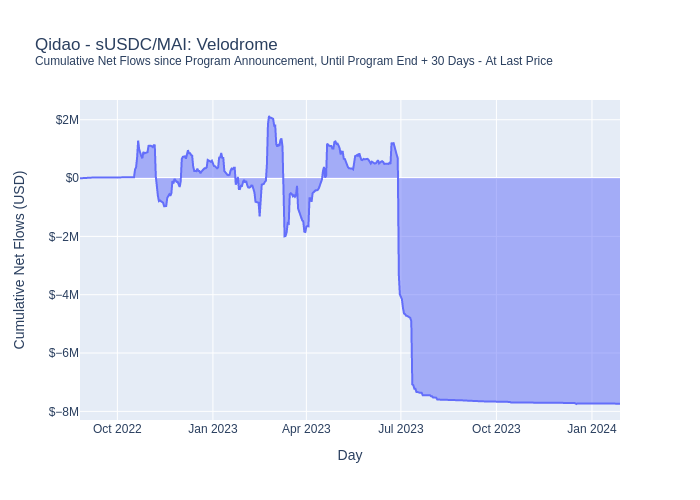 Qidao - sUSDC/MAI: Velodrome
Cumulative Net Flows since Program Announcement, Until Program End + 30 Days - At Last Price
Cumulative Net Flows (USD)
$2M
$0
$−2M
$−4M
$−6M
$−8M
Oct 2022
Jan 2023
Apr 2023
Jul 2023
Oct 2023
Jan 2024
Day